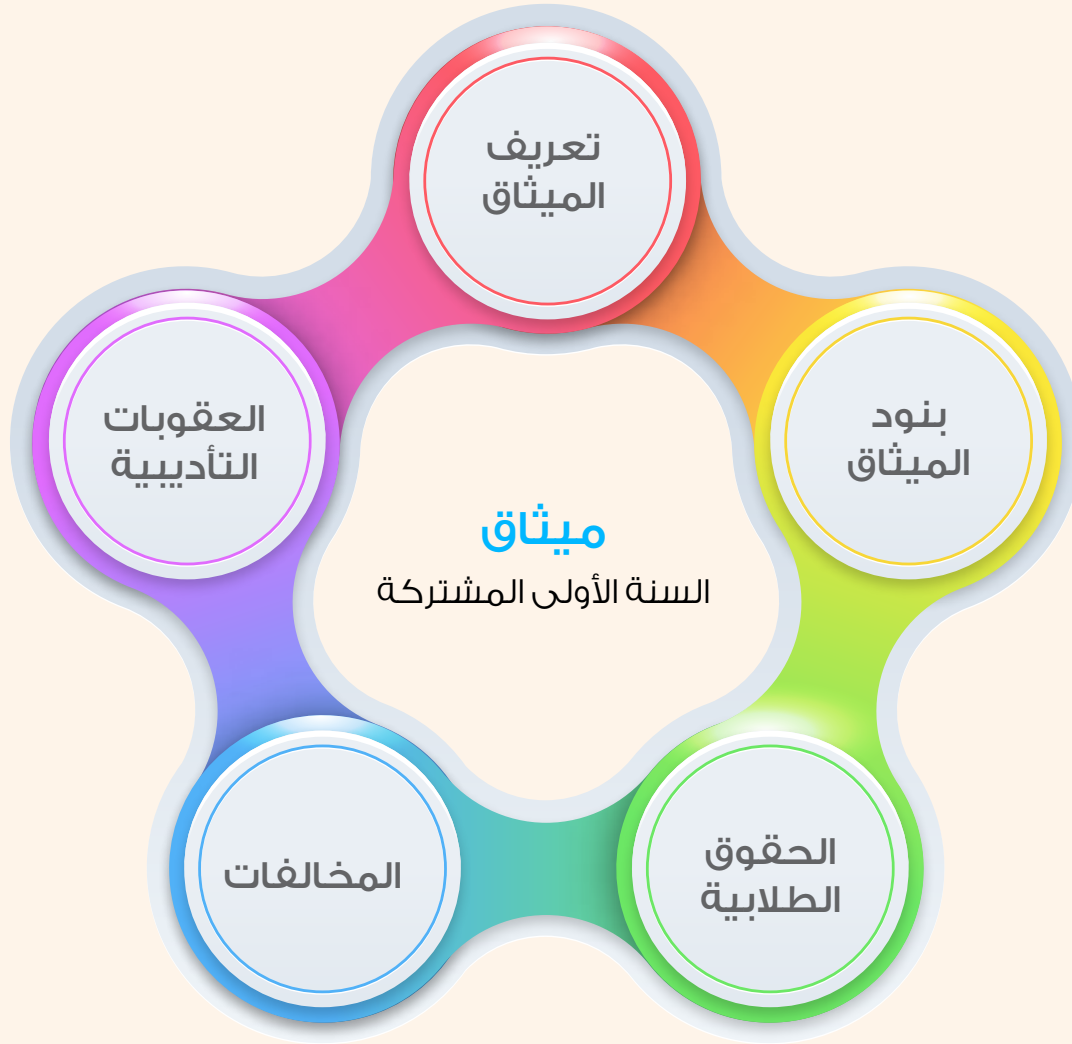 تعريف
الميثاق
بنود
الميثاق
الحقوق
الطلابية
المخالفات
العقوبات
التأديبية
ميثاق
السنة الأولى المشتركة